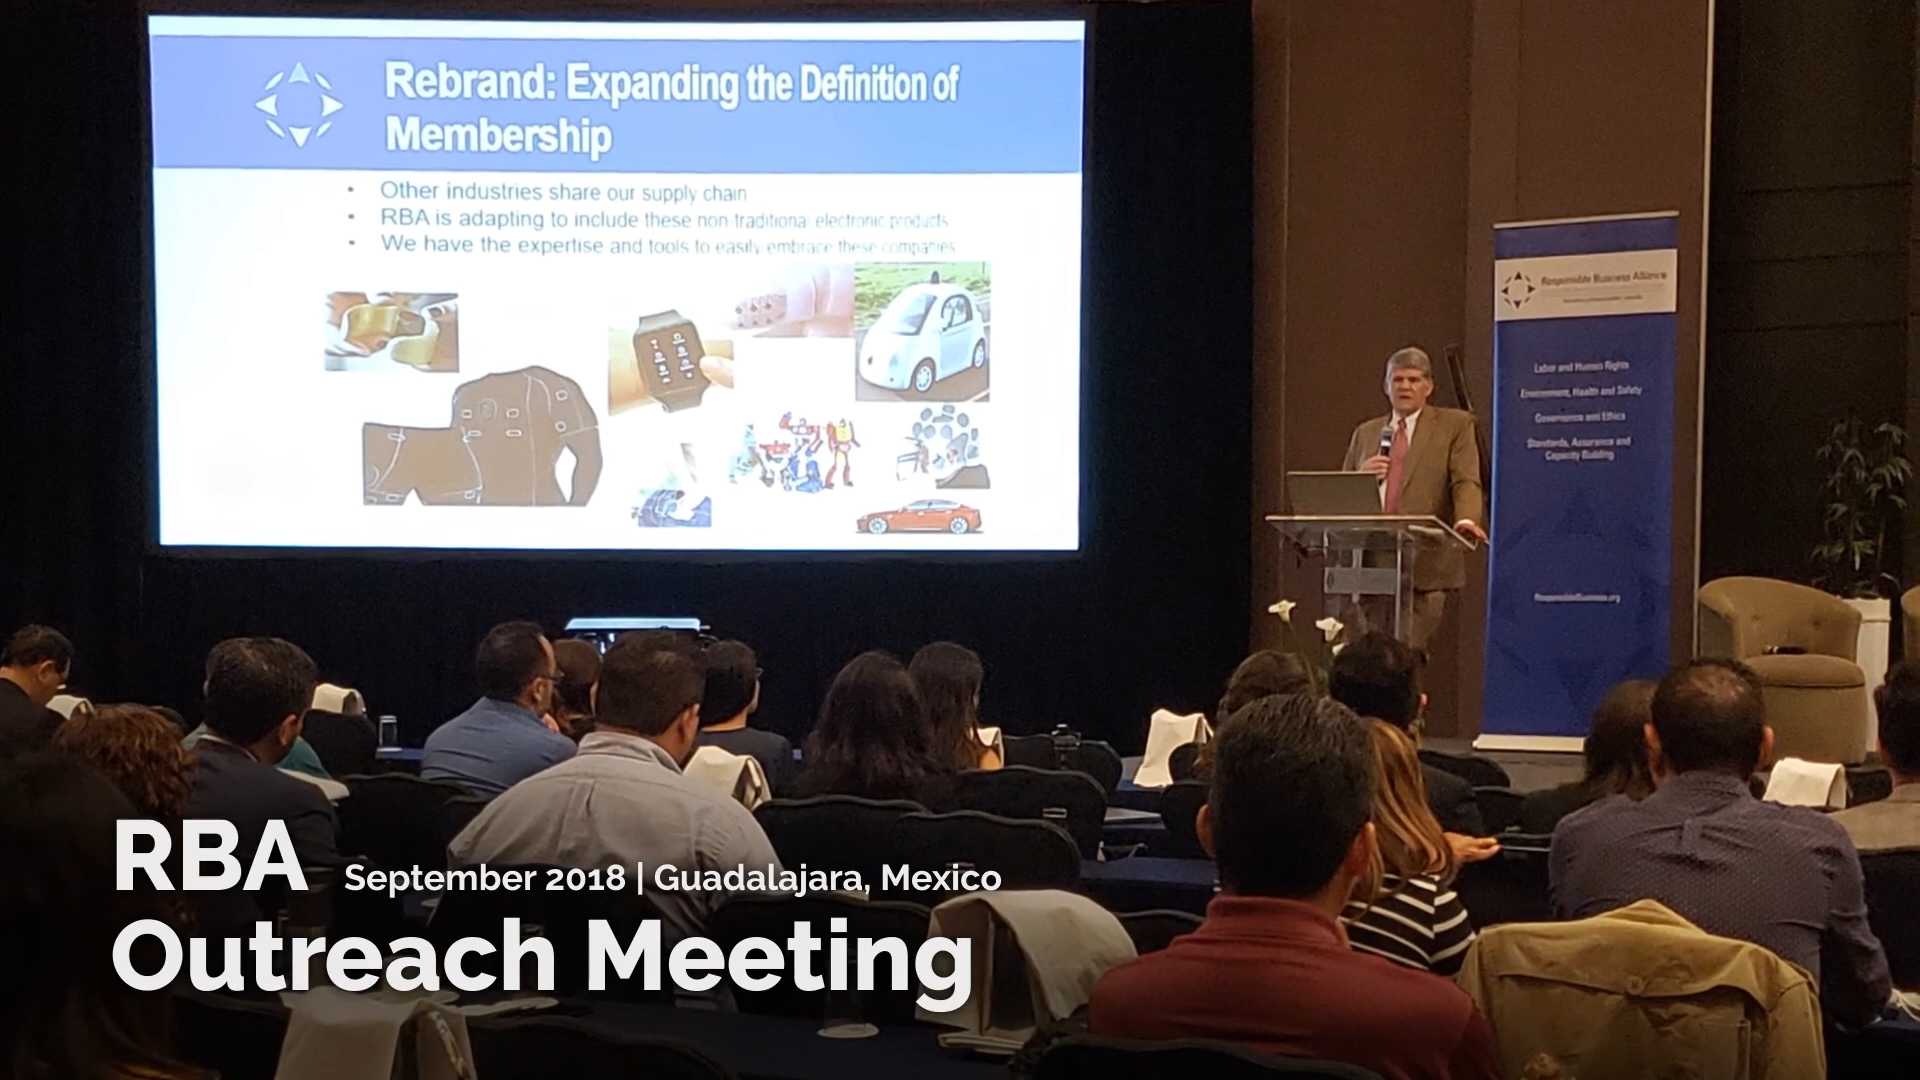 Rebrand: Expanding the Definition of
Membership
• Other industries share our supply chain
• RBA is adapting to include these non-traditional electronic products
• We have the expertise and tools to easily embrace these companies
Responsible Business Alliance
Labor and Human Rights
Environment, Health and Safety
Governance and Ethics
Standards, Assurance and
Capacity Building
ResponsibleBusiness.org
RBA September 2018 | Guadalajara, Mexico
Outreach Meeting